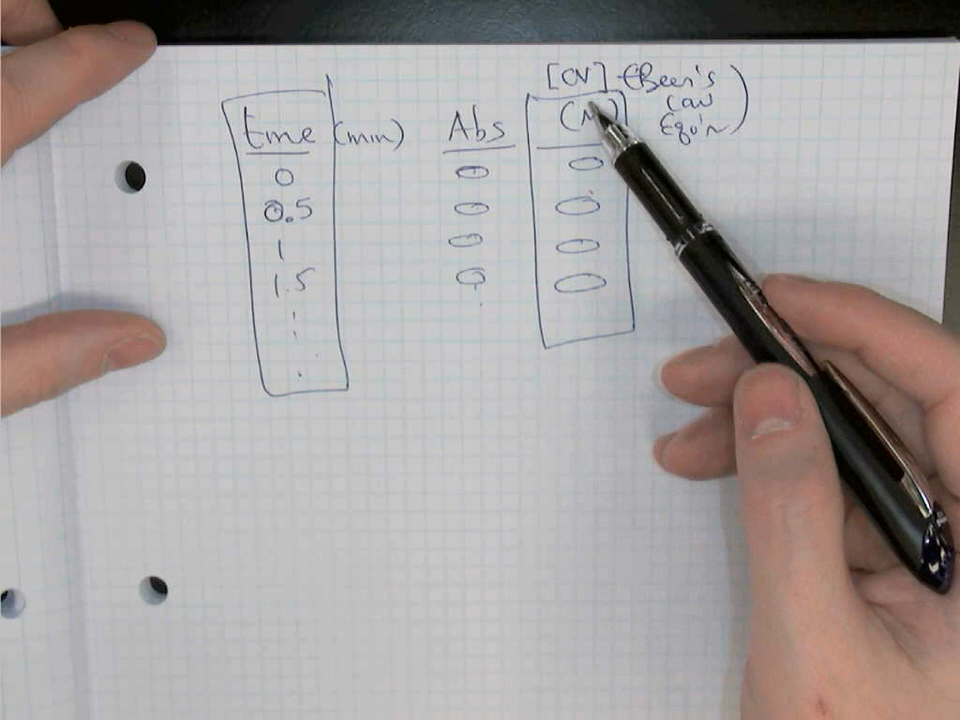 [CV] (Beer's
Law
Eq'n)
time (min) Abs (M)
0 0 0
0.5 0 0
1 0 0
1.5 0 0